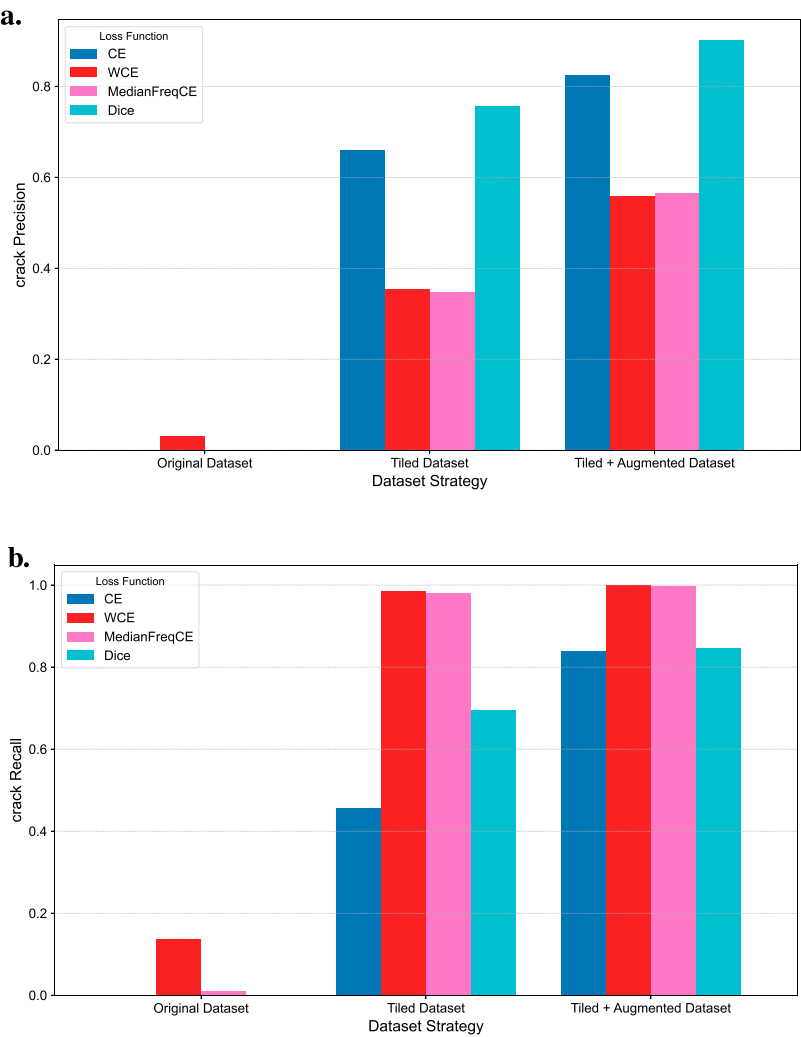 a.
Loss Function
CE
WCE
MedianFreqCE
Dice
crack Precision
0.8
0.6
0.4
0.2
0.0
Original Dataset
Tiled Dataset
Tiled + Augmented Dataset
Dataset Strategy
b.
Loss Function
CE
WCE
MedianFreqCE
Dice
crack Recall
1.0
0.8
0.6
0.4
0.2
0.0
Original Dataset
Tiled Dataset
Tiled + Augmented Dataset
Dataset Strategy